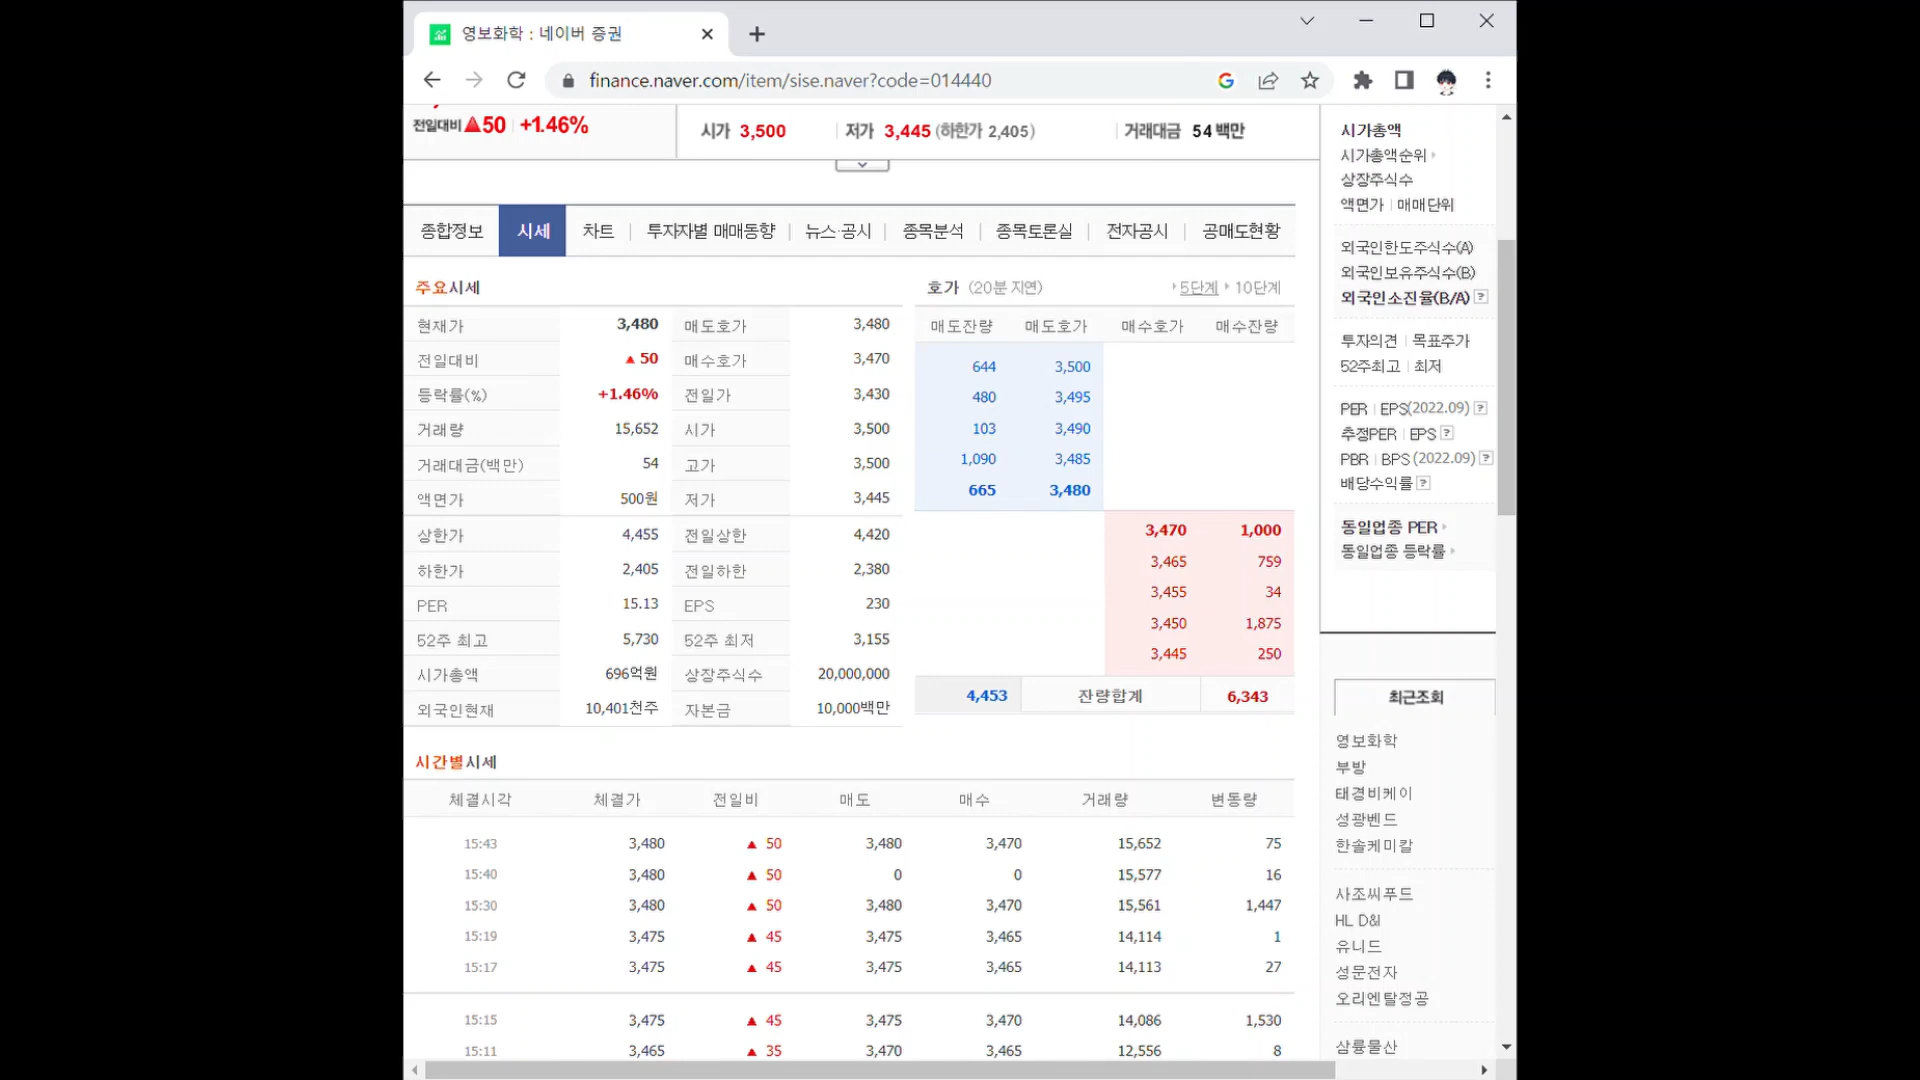 영보화학 : 네이버 증권
finance.naver.com/item/sise.naver?code=014440
전일대비 ▲50 +1.46%
시가 3,500 저가 3,445 (하한가 2,405) 거래대금 54 백만
종합정보 시세 차트 투자자별 매매동향 뉴스·공시 종목분석 종목토론실 전자공시 공매도현황
주요시세
현재가 3,480 매도호가 3,480
전일대비 ▲ 50 매수호가 3,470
등락률(%) +1.46% 전일가 3,430
거래량 15,652 시가 3,500
거래대금(백만) 54 고가 3,500
액면가 500원 저가 3,445
상한가 4,455 전일상한 4,420
하한가 2,405 전일하한 2,380
PER 15.13 EPS 230
52주 최고 5,730 52주 최저 3,155
시가총액 696억원 상장주식수 20,000,000
외국인현재 10,401천주 자본금 10,000백만
호가 (20분 지연) 5단계 10단계
매도잔량 매도호가 매수호가 매수잔량
644 3,500
480 3,495
103 3,490
1,090 3,485
665 3,480
3,470 1,000
3,465 759
3,455 34
3,450 1,875
3,445 250
4,453 잔량합계 6,343
시간별시세
체결시각 체결가 전일비 매도 매수 거래량 변동량
15:43 3,480 ▲ 50 3,480 3,470 15,652 75
15:40 3,480 ▲ 50 0 0 15,577 16
15:30 3,480 ▲ 50 3,480 3,470 15,561 1,447
15:19 3,475 ▲ 45 3,475 3,465 14,114 1
15:17 3,475 ▲ 45 3,475 3,465 14,113 27
15:15 3,475 ▲ 45 3,475 3,470 14,086 1,530
15:11 3,465 ▲ 35 3,470 3,465 12,556 8
시가총액
시가총액순위
상장주식수
액면가 매매단위
외국인한도주식수(A)
외국인보유주식수(B)
외국인소진율(B/A) ?
투자의견 목표주가
52주최고 최저
PER EPS(2022.09) ?
추정PER EPS ?
PBR BPS (2022.09) ?
배당수익률 ?
동일업종 PER
동일업종 등락률
최근조회
영보화학
부방
태경비케이
성광벤드
한솔케미칼
사조씨푸드
HL D&I
유니드
성문전자
오리엔탈정공
삼륭물산